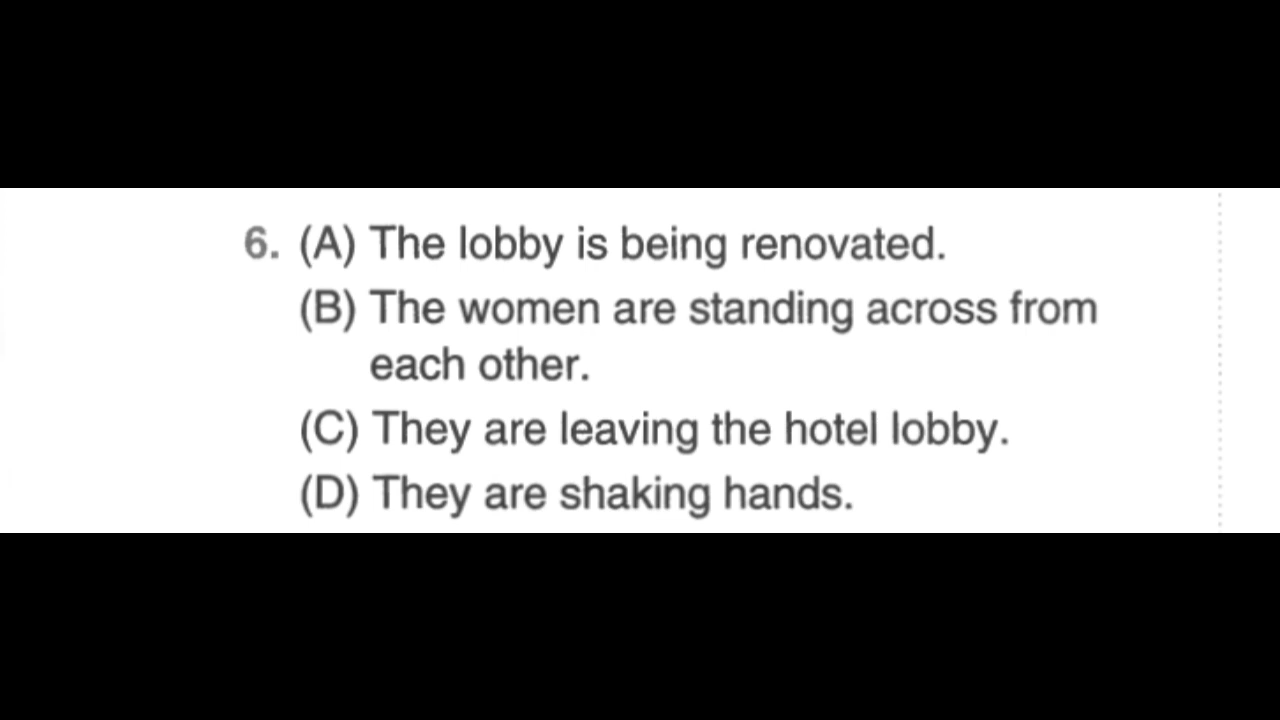 6. (A) The lobby is being renovated.
(B) The women are standing across from
each other.
(C) They are leaving the hotel lobby.
(D) They are shaking hands.